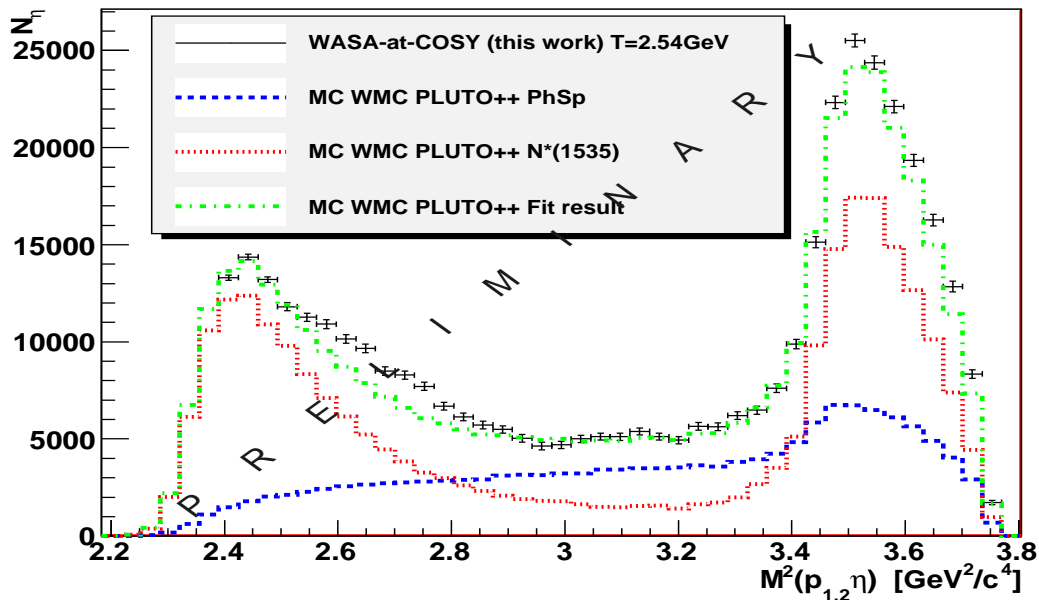 N_η
25000
20000
15000
10000
5000
0
WASA-at-COSY (this work) T=2.54GeV
MC WMC PLUTO++ PhSp
MC WMC PLUTO++ N*(1535)
MC WMC PLUTO++ Fit result
PRELIMINARY
2.2 2.4 2.6 2.8 3 3.2 3.4 3.6 3.8
M²(p₁,₂η) [GeV²/c⁴]